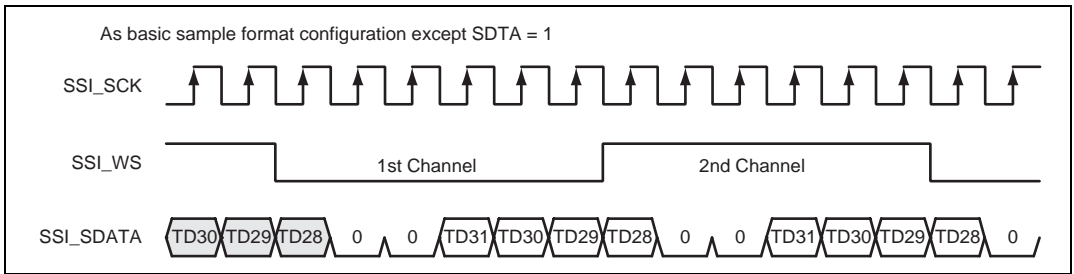 As basic sample format configuration except SDTA = 1
SSI_SCK
SSI_WS 1st Channel 2nd Channel
SSI_SDATA TD30 TD29 TD28 0 0 TD31 TD30 TD29 TD28 0 0 TD31 TD30 TD29 TD28 0